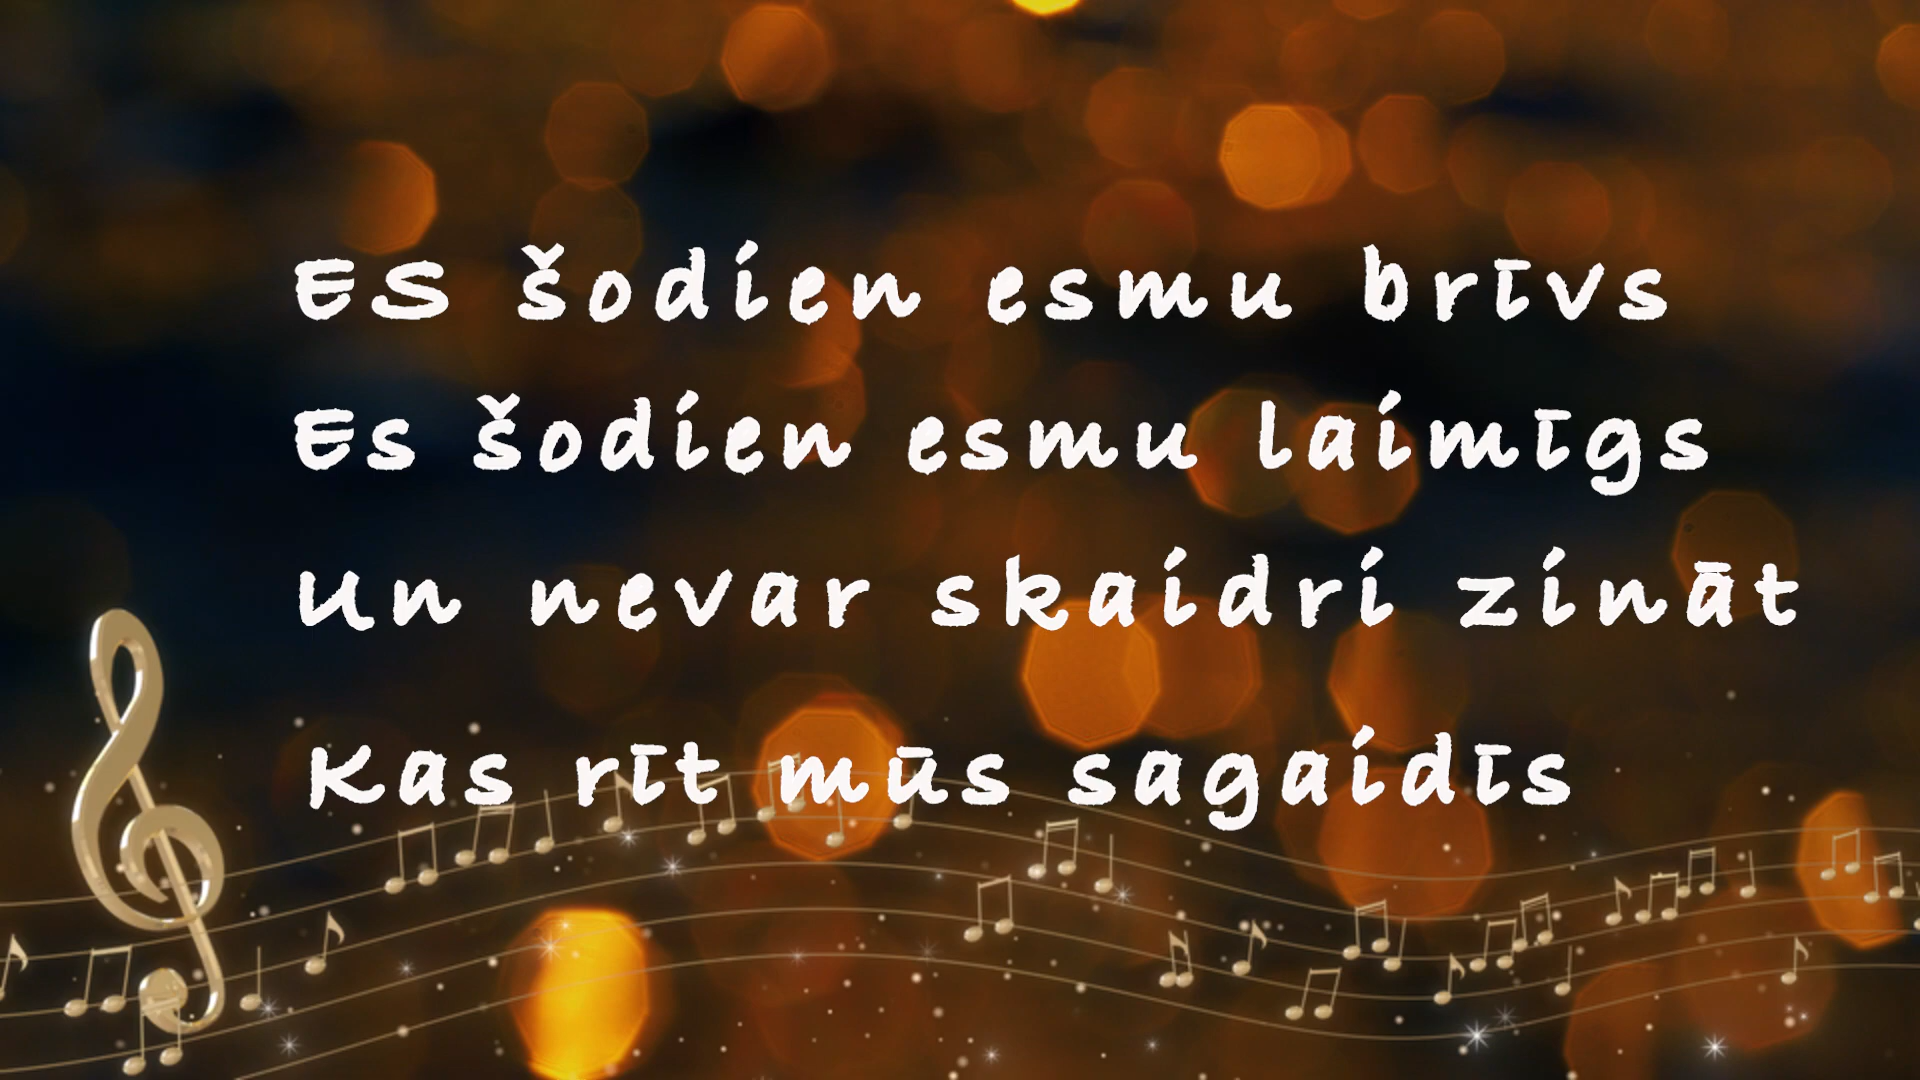 ES šodien esmu brīvs
Es šodien esmu laimīgs
Un nevar skaidri zināt
Kas rīt mūs sagaidīs